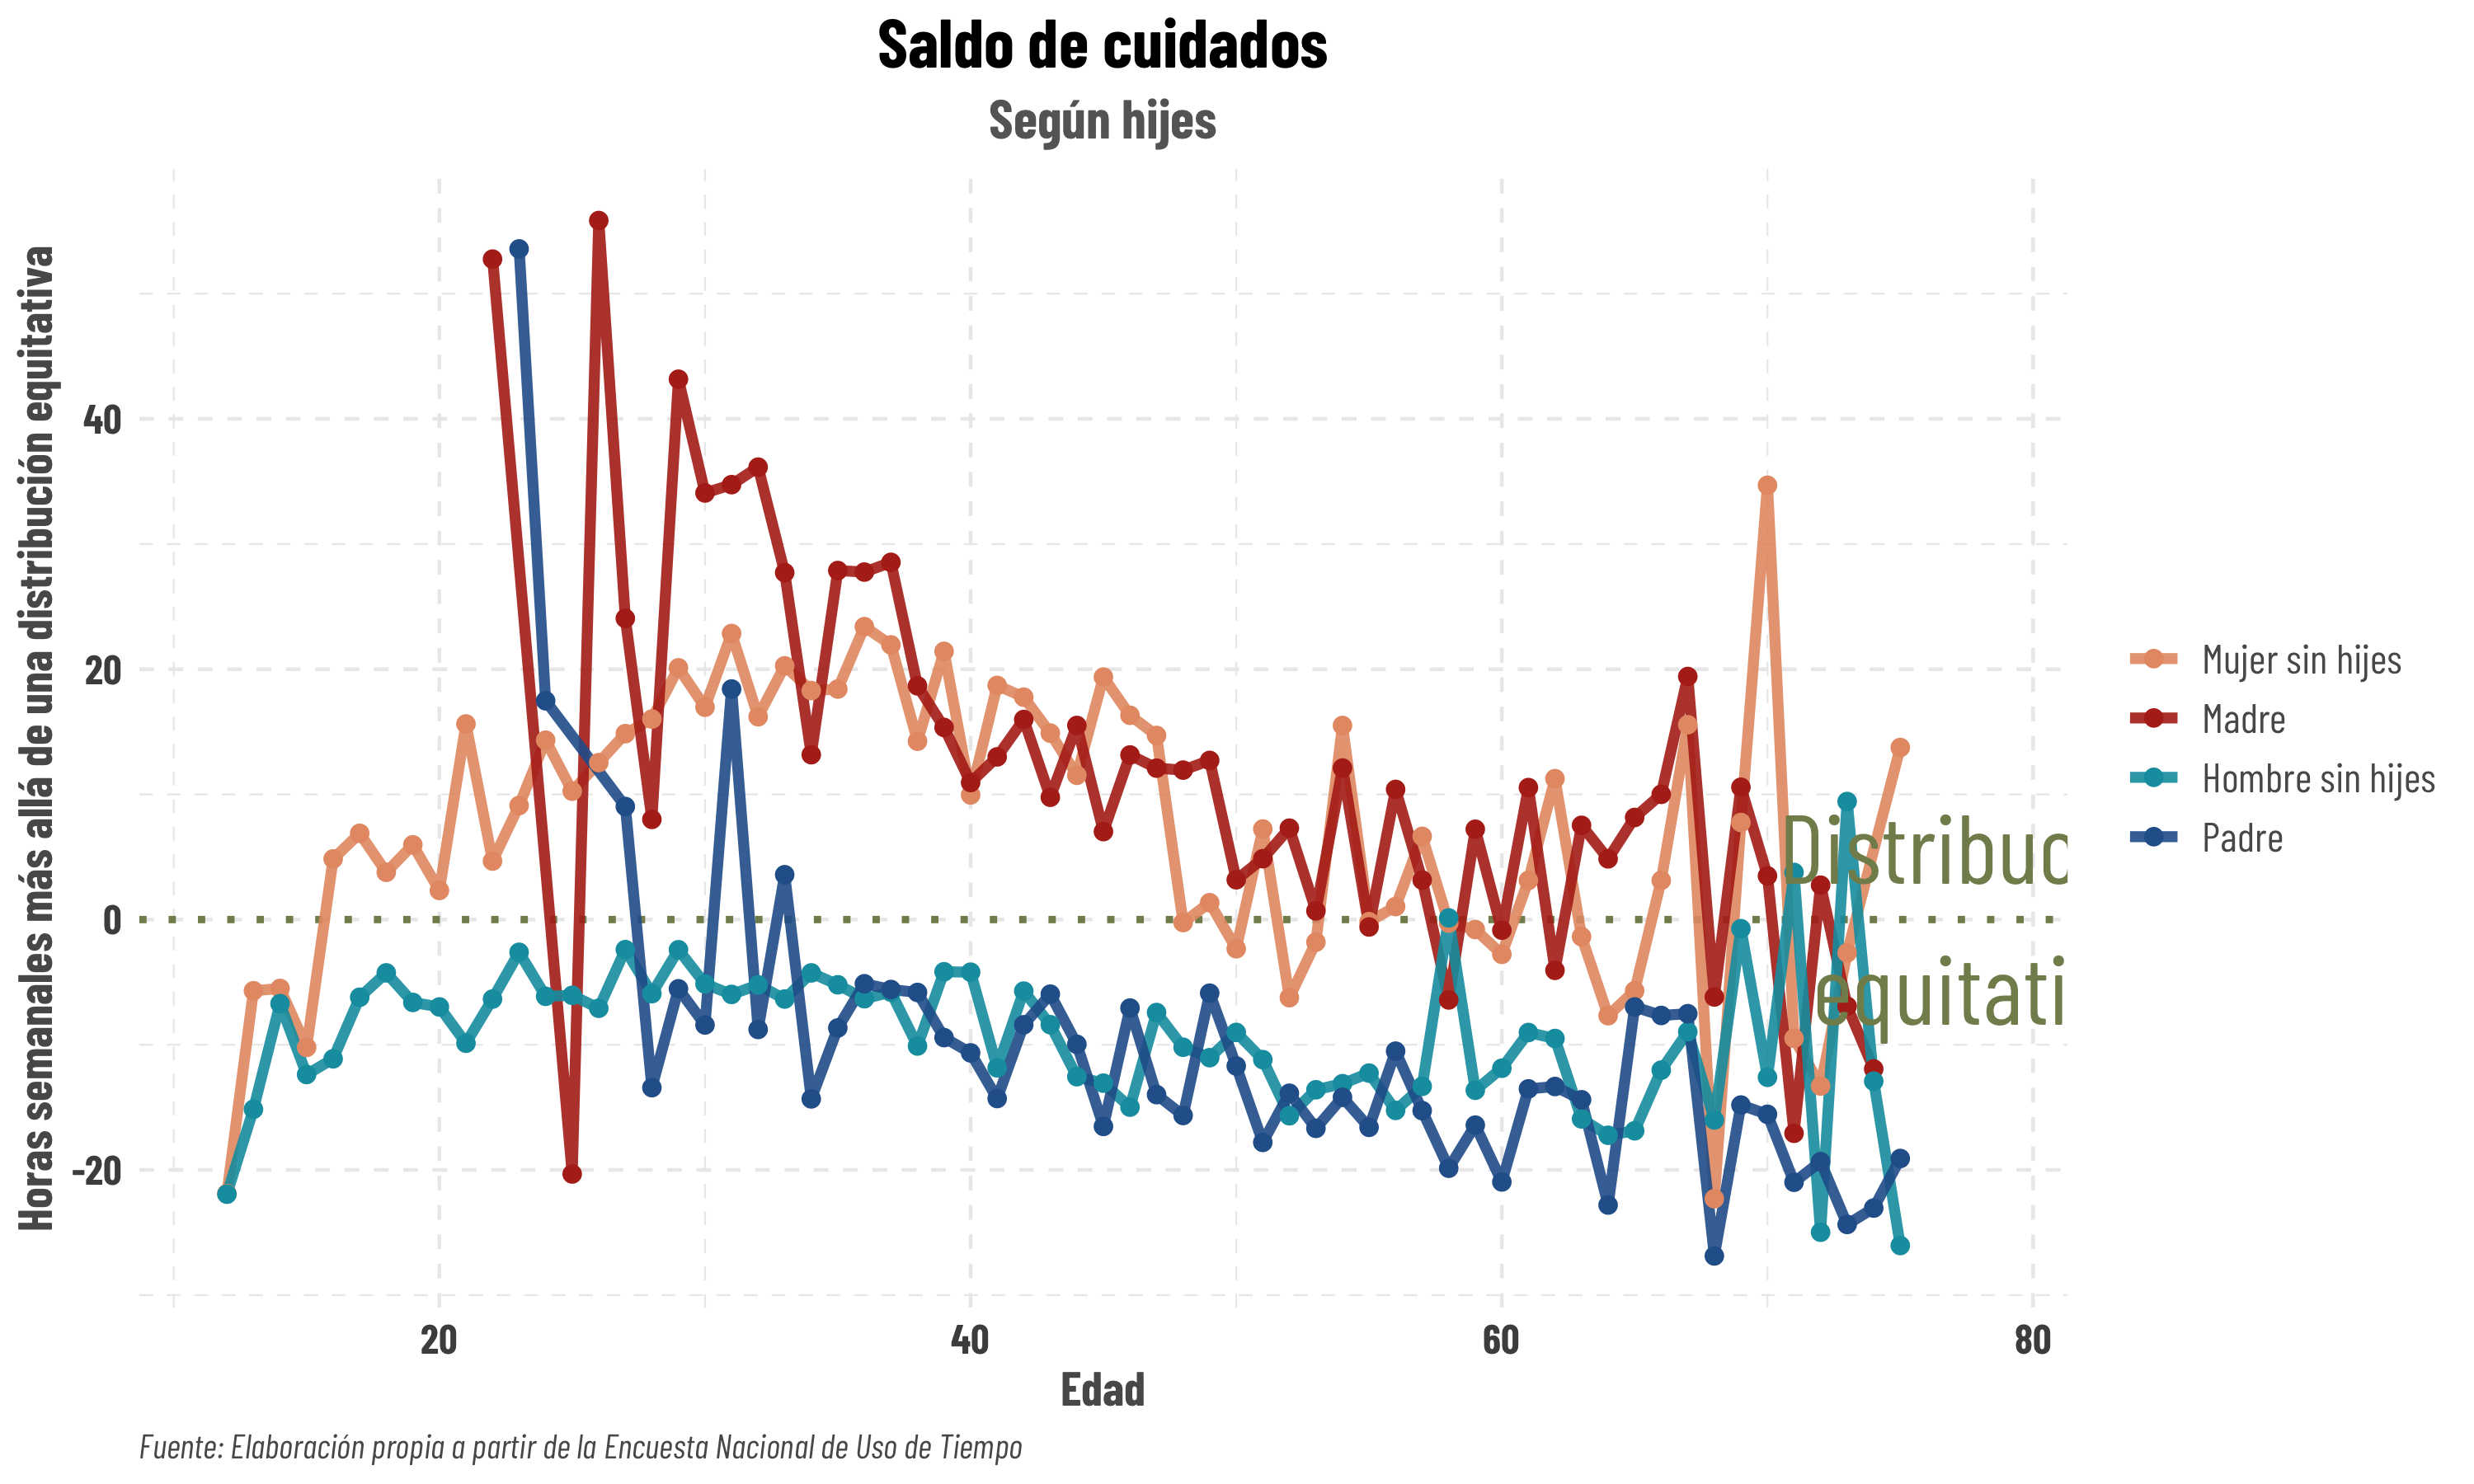 Saldo de cuidados
Según hijes
Horas semanales más allá de una distribución equitativa
40
20
0
-20
Distribuc
equitati
20
40
60
80
Edad
Mujer sin hijes
Madre
Hombre sin hijes
Padre
Fuente: Elaboración propia a partir de la Encuesta Nacional de Uso de Tiempo